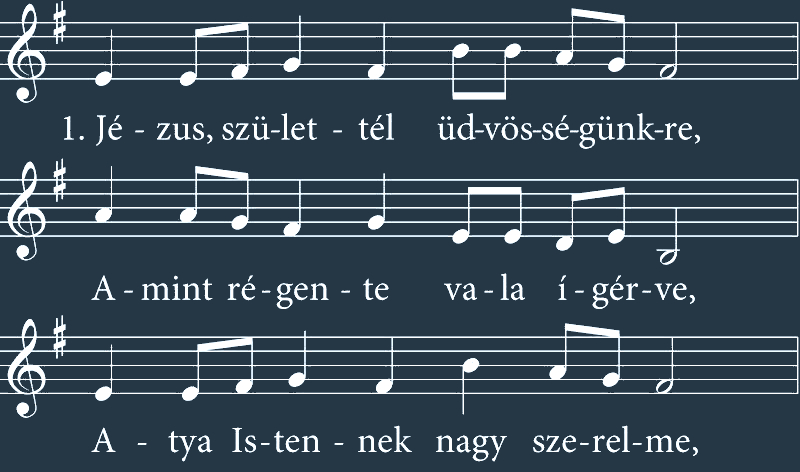 1. Jé - zus, szü-let - tél üd-vös-sé-günk-re,
A - mint ré - gen - te va - la í - gér - ve,
A - tya Is - ten - nek nagy sze - rel - me,